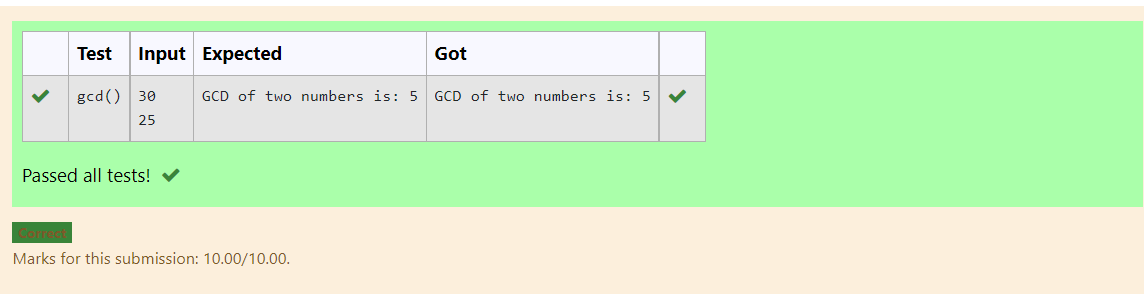 Test Input Expected Got
gcd() 30 GCD of two numbers is: 5 GCD of two numbers is: 5
25
Passed all tests!
Correct
Marks for this submission: 10.00/10.00.